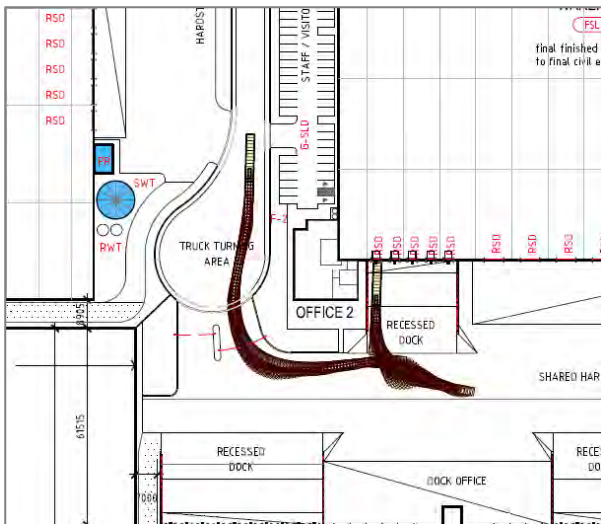 RSD
RSD
RSD
RSD
RSD
HARDST
STAFF / VISITO
FSL
final finished
to final civil e
G-SLD
FP
SWT
RWT
TRUCK TURNING
AREA
F-2
RSD
RSD
RSD
RSD
RSD
RSD
RSD
RSD
RSD
OFFICE 2
RECESSED
DOCK
8905
SHARED HAR
61515
RECESSED
DOCK
DOCK OFFICE
RECES
DO
7000